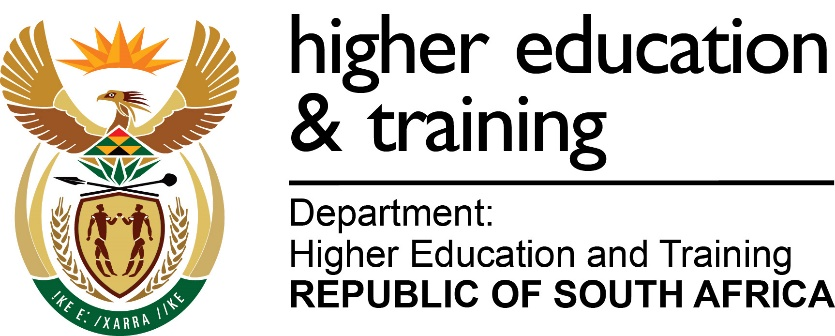 higher education
& training
Department:
Higher Education and Training
REPUBLIC OF SOUTH AFRICA
!KE E: /XARRA //KE